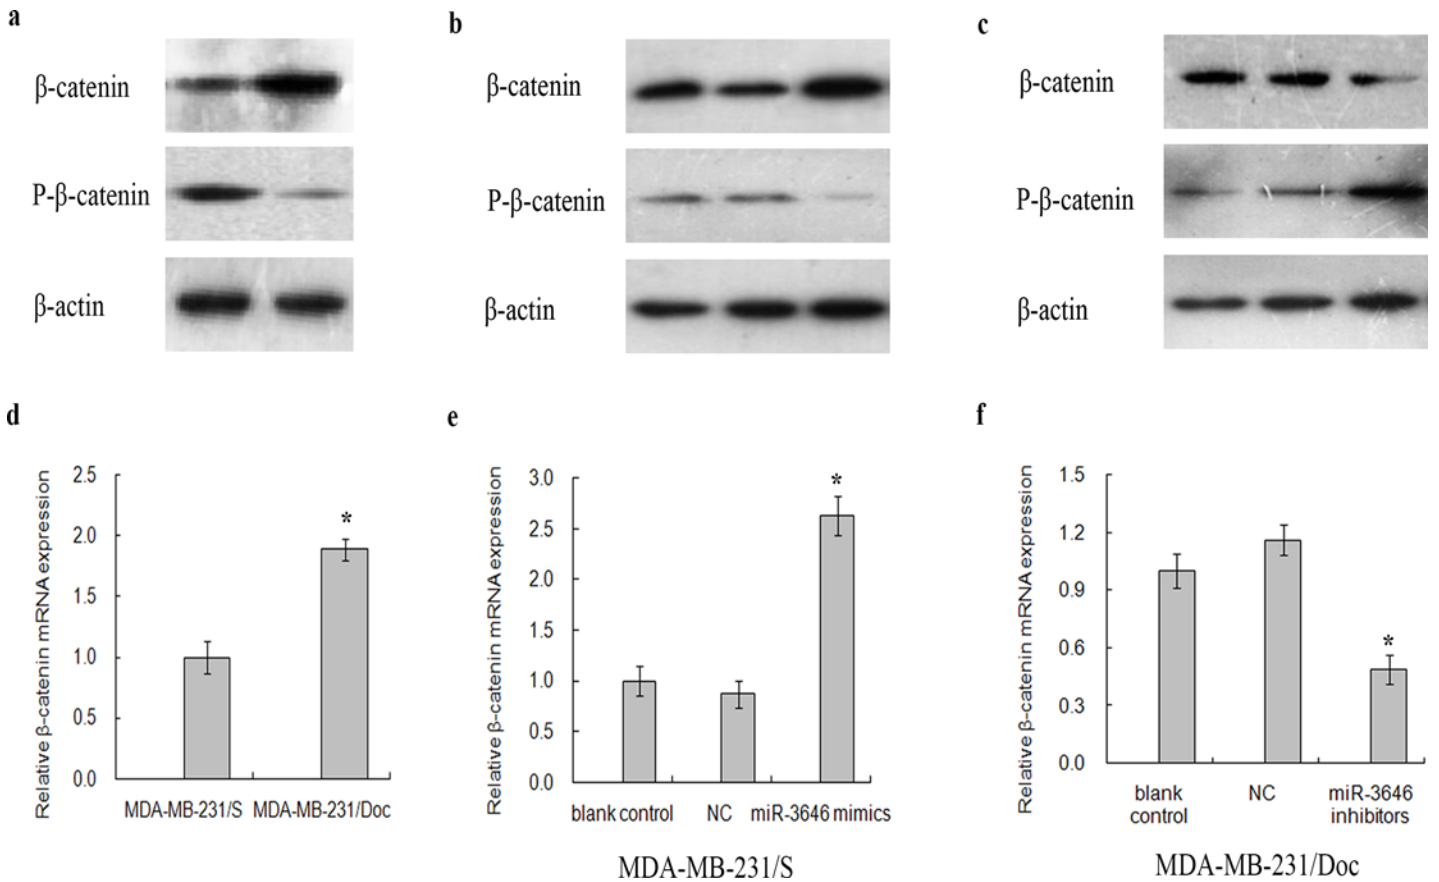 a
β-catenin
P-β-catenin
β-actin
b
β-catenin
P-β-catenin
β-actin
c
β-catenin
P-β-catenin
β-actin
d
Relative β-catenin mRNA expression
2.5
2.0
1.5
1.0
0.5
0.0
*
MDA-MB-231/S
MDA-MB-231/Doc
e
Relative β-catenin mRNA expression
3.0
2.5
2.0
1.5
1.0
0.5
0.0
*
blank control
NC
miR-3646 mimics
MDA-MB-231/S
f
Relative β-catenin mRNA expression
1.5
1.2
0.9
0.6
0.3
0.0
*
blank
control
NC
miR-3646
inhibitors
MDA-MB-231/Doc